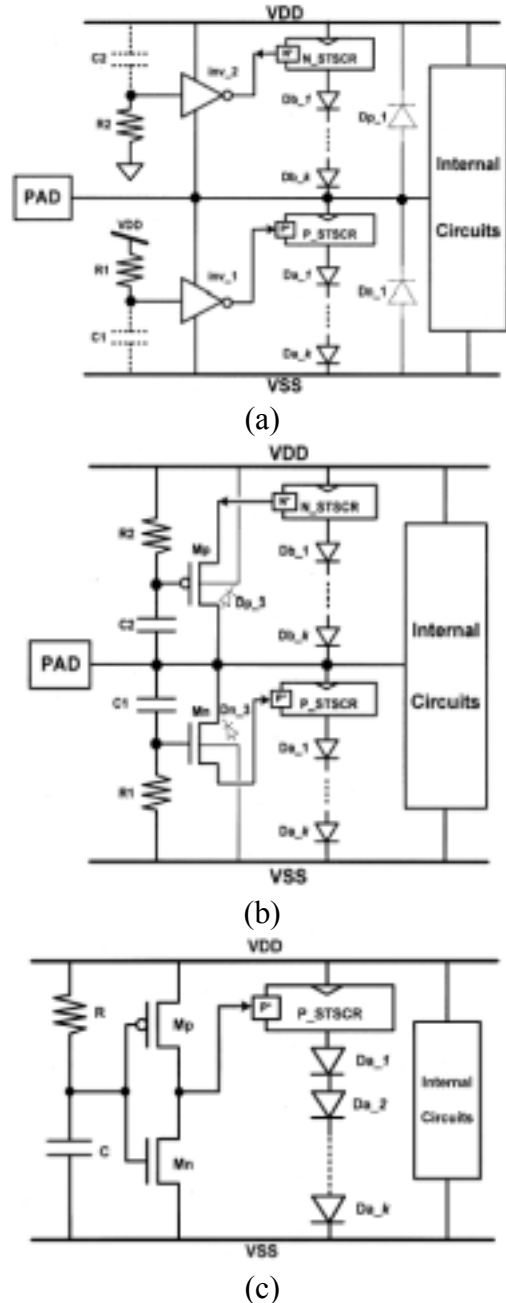 VDD
C2
inv_2
N+
N_STSCR
R2
Db_1
Dp_1
Db_k
Internal
Circuits
PAD
VDD
P+
P_STSCR
R1
inv_1
Da_1
Dn_1
C1
Da_k
VSS
(a)
VDD
N+
N_STSCR
R2
Mp
Db_1
Dp_3
C2
Db_k
Internal
Circuits
PAD
C1
Mn
Dn_3
P+
P_STSCR
Da_1
R1
Da_k
VSS
(b)
VDD
R
P+
P_STSCR
Mp
Da_1
Internal
Circuits
Da_2
C
Mn
Da_k
VSS
(c)